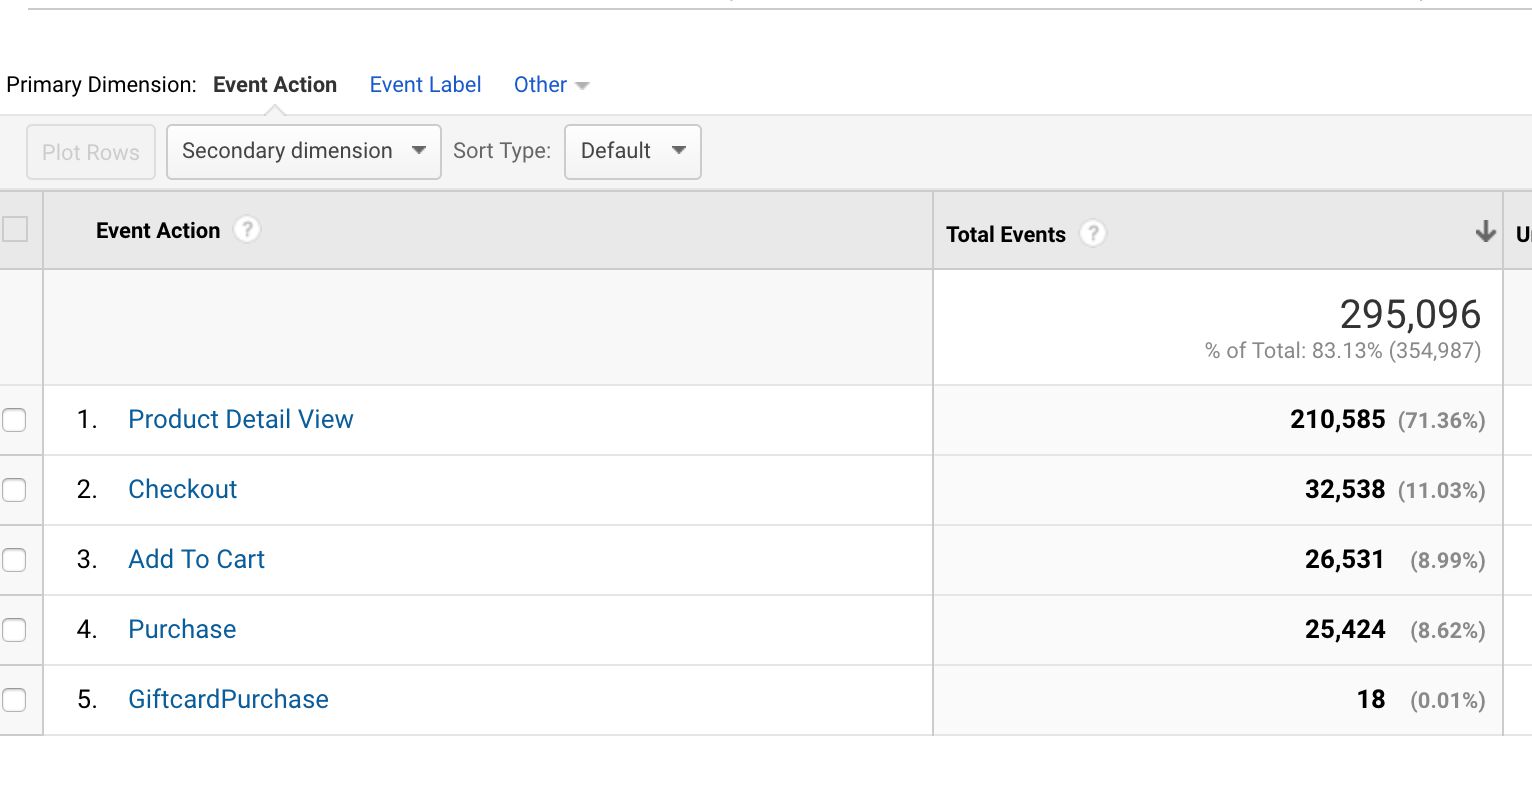 Primary Dimension: Event Action Event Label Other
Plot Rows Secondary dimension Sort Type: Default
Event Action ? Total Events ?
295,096
% of Total: 83.13% (354,987)
1. Product Detail View 210,585 (71.36%)
2. Checkout 32,538 (11.03%)
3. Add To Cart 26,531 (8.99%)
4. Purchase 25,424 (8.62%)
5. GiftcardPurchase 18 (0.01%)